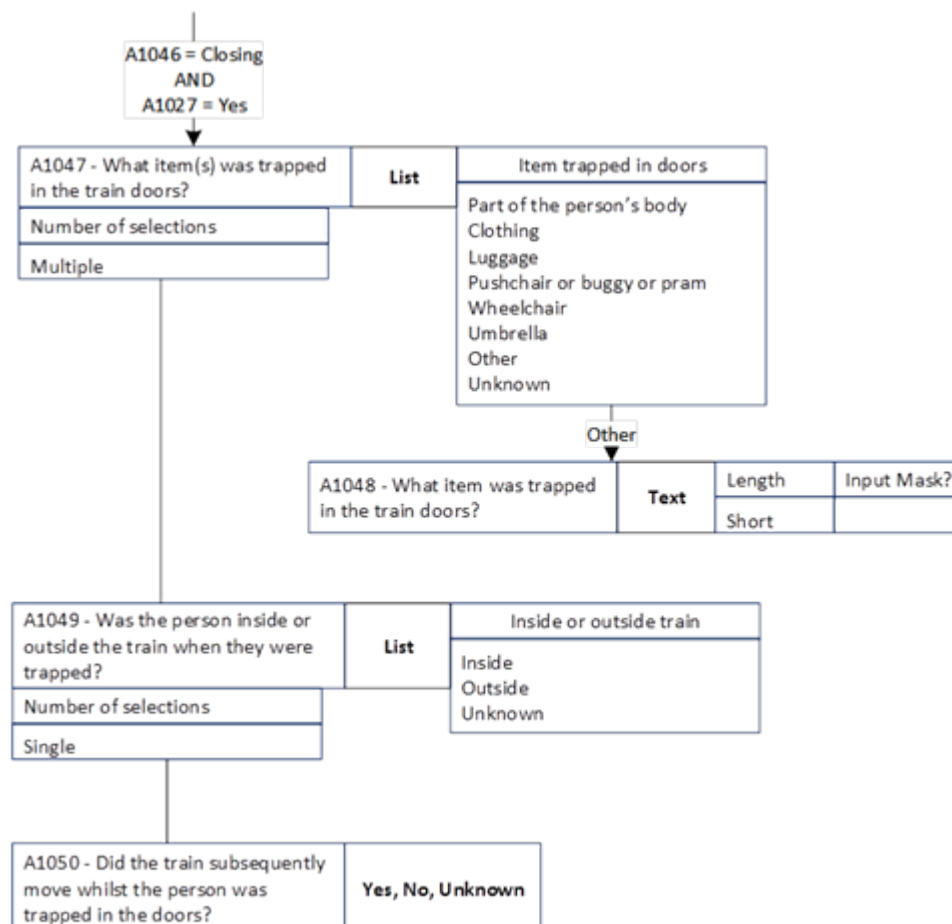 A1046 = Closing
AND
A1027 = Yes
A1047 - What item(s) was trapped
in the train doors?
List
Item trapped in doors
Number of selections
Multiple
Part of the person's body
Clothing
Luggage
Pushchair or buggy or pram
Wheelchair
Umbrella
Other
Unknown
Other
A1048 - What item was trapped
in the train doors?
Text
Length
Input Mask?
Short
A1049 - Was the person inside or
outside the train when they were
trapped?
List
Inside or outside train
Number of selections
Single
Inside
Outside
Unknown
A1050 - Did the train subsequently
move whilst the person was
trapped in the doors?
Yes, No, Unknown